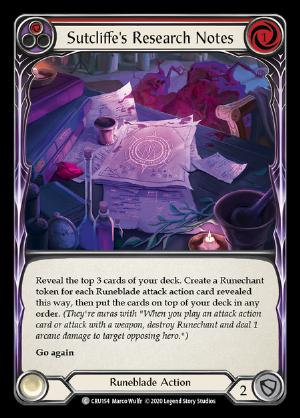 Sutcliffe's Research Notes
1
Reveal the top 3 cards of your deck. Create a Runechant
token for each Runeblade attack action card revealed
this way, then put the cards on top of your deck in any
order. (They're auras with "When you play an attack action
card or attack with a weapon, destroy Runechant and deal 1
arcane damage to target opposing hero.")
Go again
Runeblade Action
2
C CRU154 Marco Wulfr © 2020 Legend Story Studios